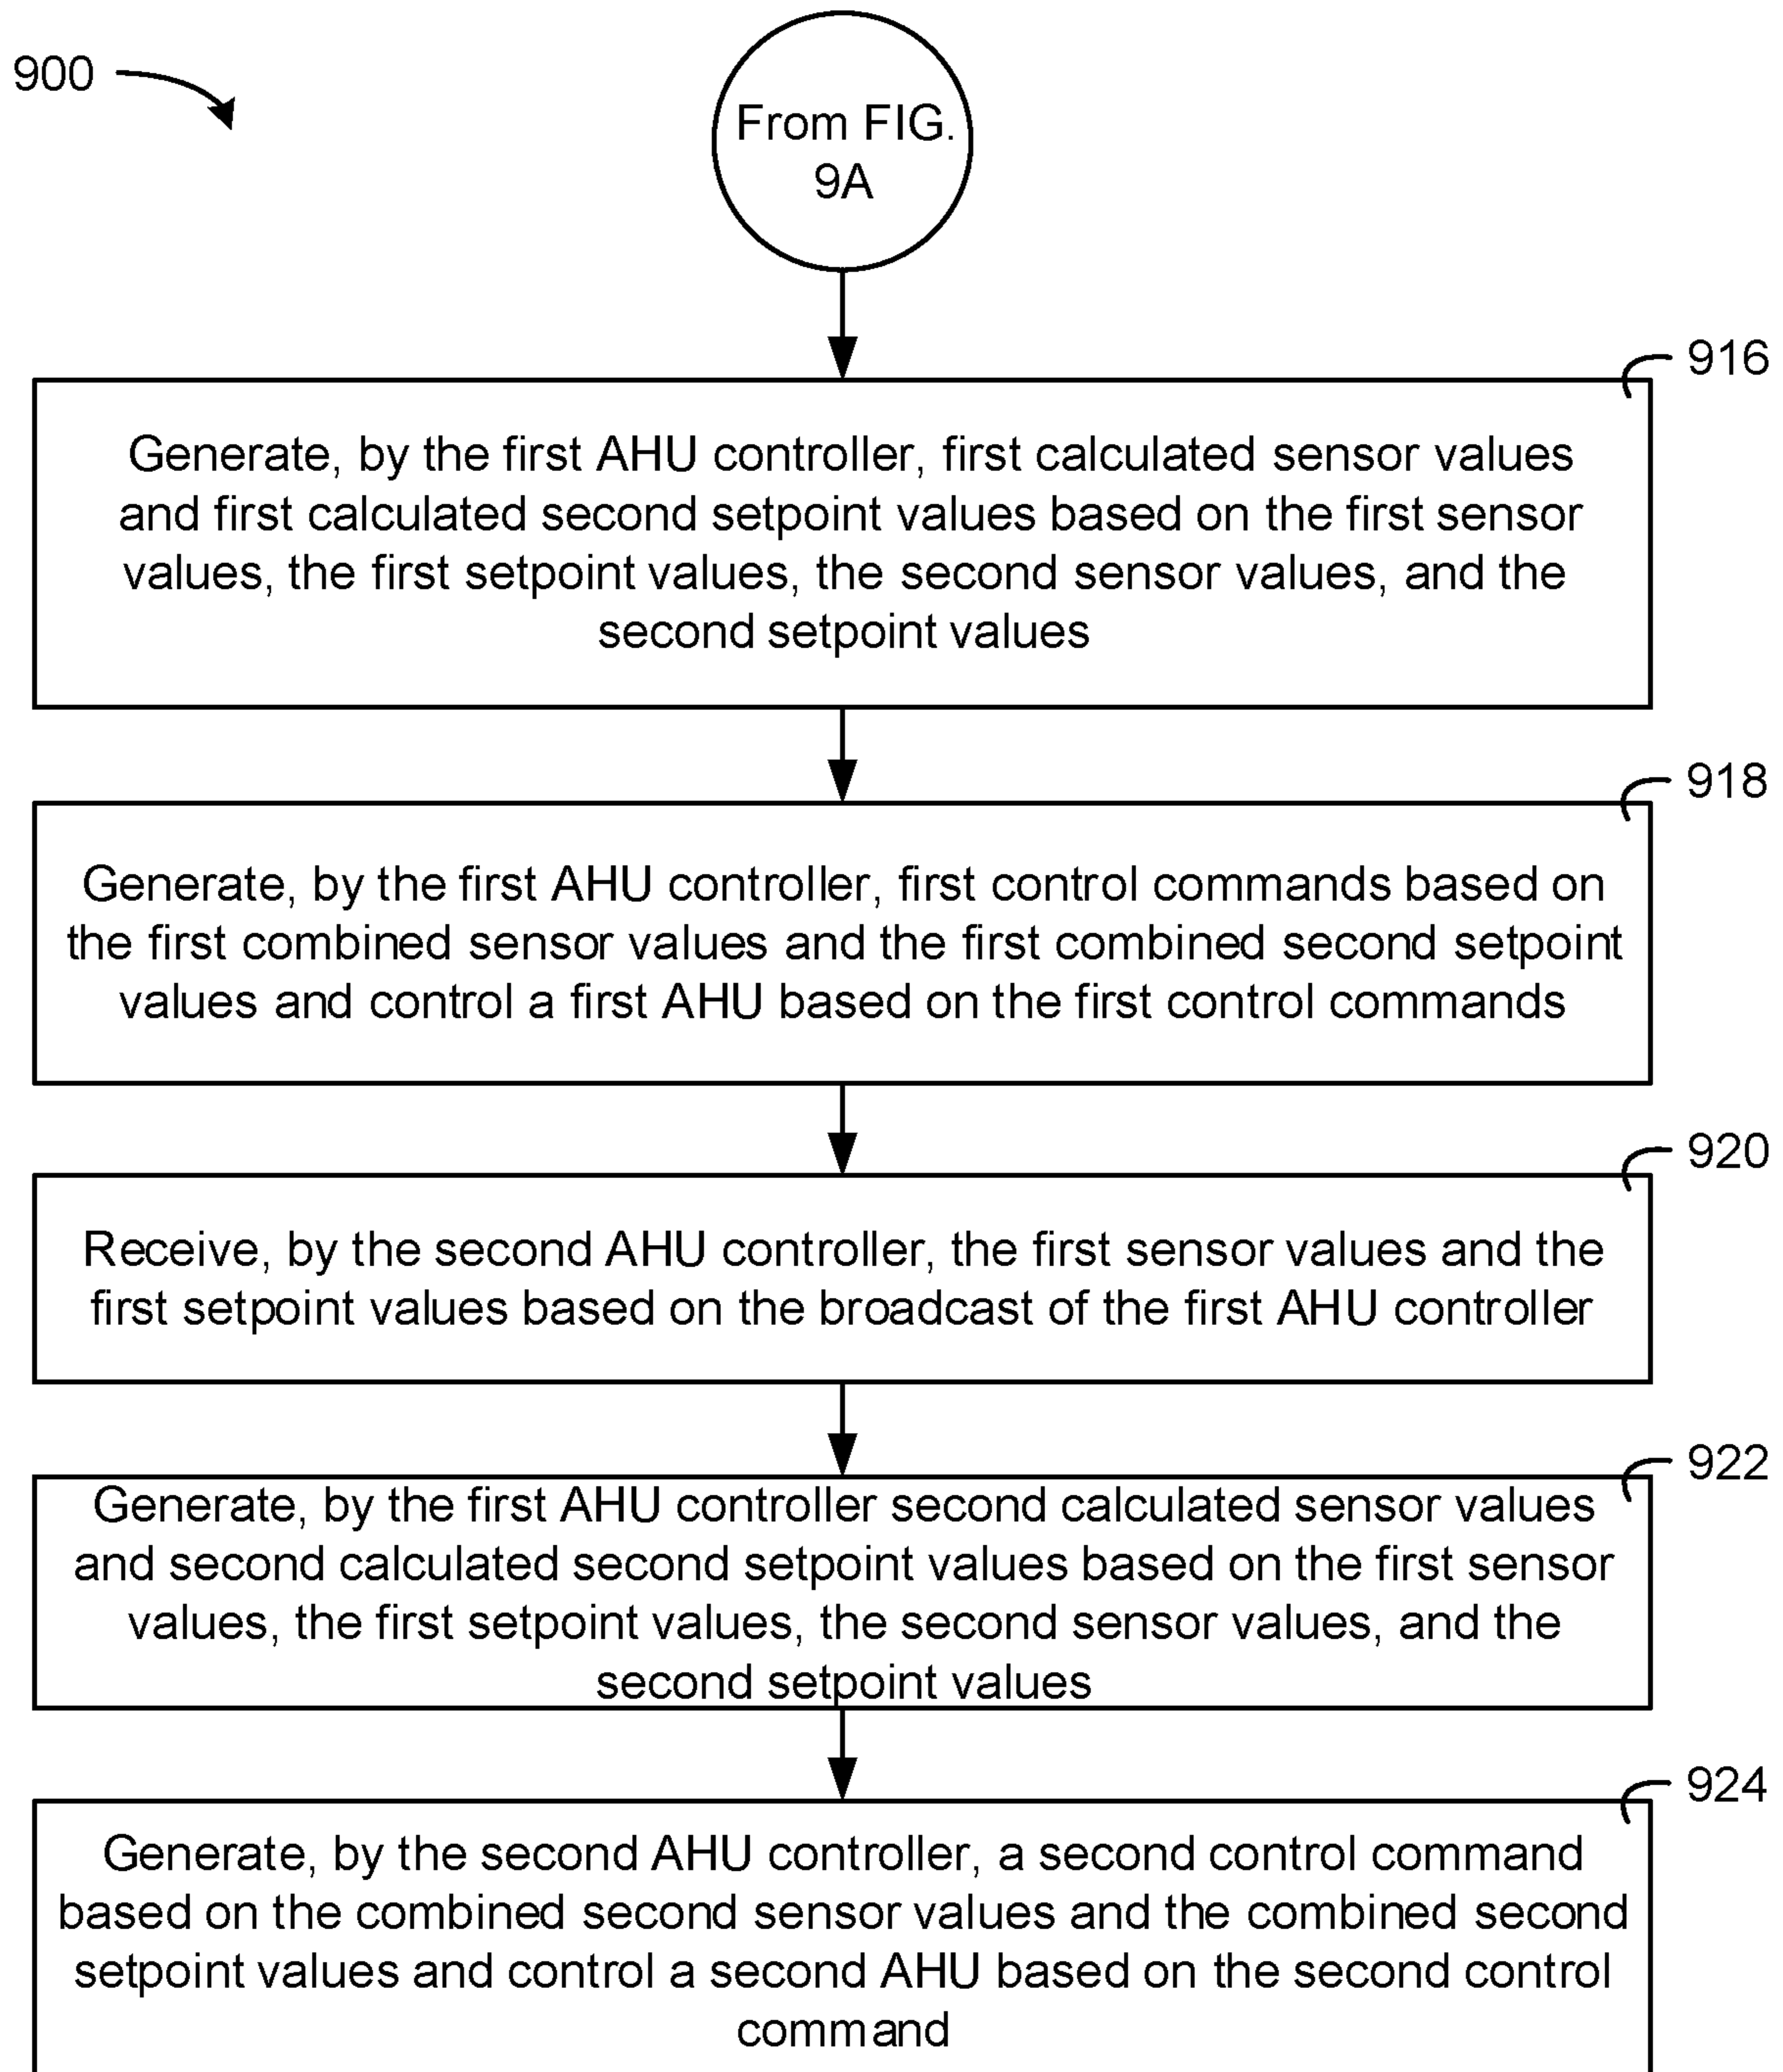 900
From FIG.
9A
916
Generate, by the first AHU controller, first calculated sensor values
and first calculated second setpoint values based on the first sensor
values, the first setpoint values, the second sensor values, and the
second setpoint values
918
Generate, by the first AHU controller, first control commands based on
the first combined sensor values and the first combined second setpoint
values and control a first AHU based on the first control commands
920
Receive, by the second AHU controller, the first sensor values and the
first setpoint values based on the broadcast of the first AHU controller
922
Generate, by the first AHU controller second calculated sensor values
and second calculated second setpoint values based on the first sensor
values, the first setpoint values, the second sensor values, and the
second setpoint values
924
Generate, by the second AHU controller, a second control command
based on the combined second sensor values and the combined second
setpoint values and control a second AHU based on the second control
command